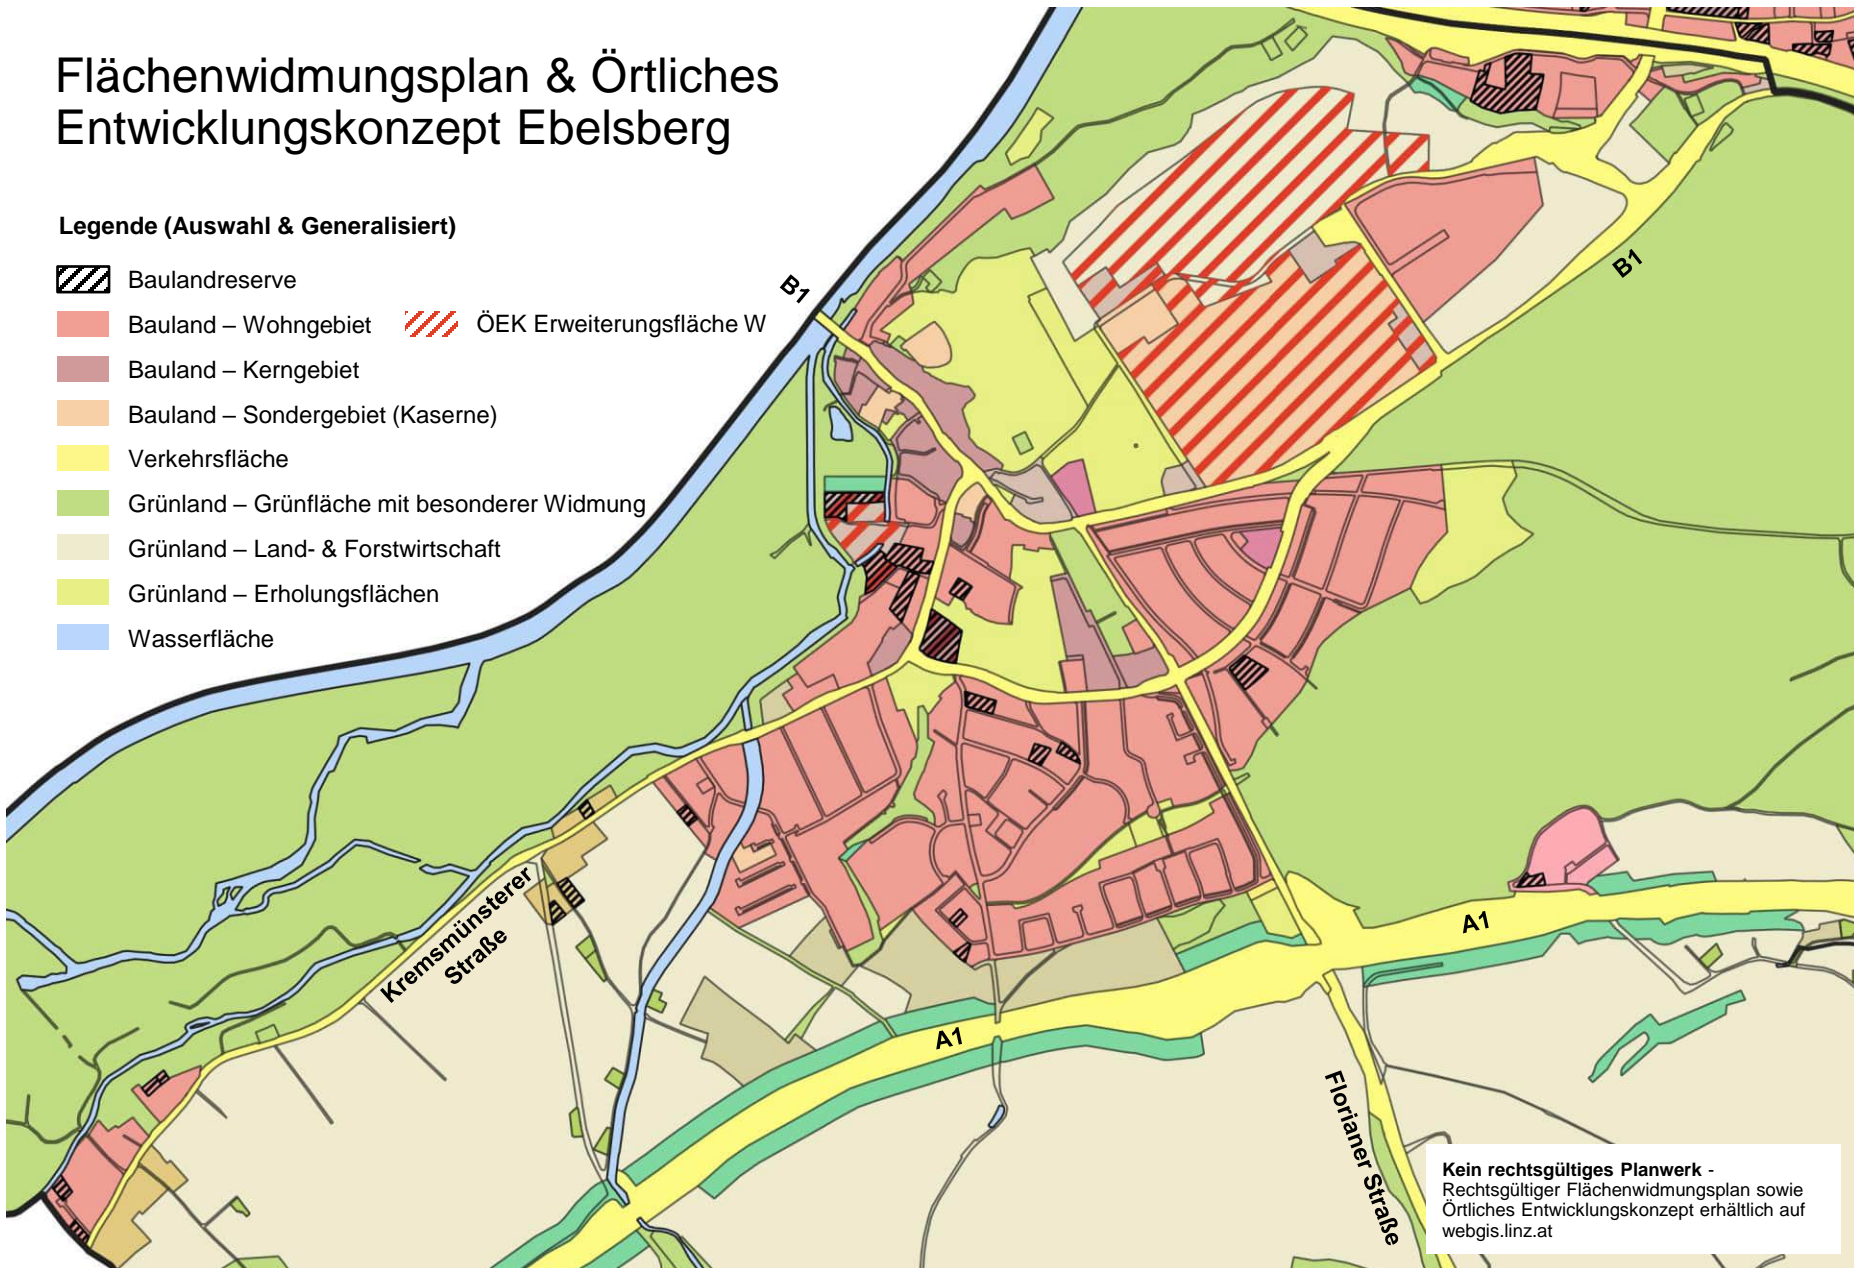 Flächenwidmungsplan & Örtliches
Entwicklungskonzept Ebelsberg
Legende (Auswahl & Generalisiert)
Baulandreserve
Bauland – Wohngebiet
ÖEK Erweiterungsfläche W
Bauland – Kerngebiet
Bauland – Sondergebiet (Kaserne)
Verkehrsfläche
Grünland – Grünfläche mit besonderer Widmung
Grünland – Land- & Forstwirtschaft
Grünland – Erholungsflächen
Wasserfläche
B1
B1
Kremsmünsterer
Straße
A1
A1
Florianer Straße
Kein rechtsgültiges Planwerk -
Rechtsgültiger Flächenwidmungsplan sowie
Örtliches Entwicklungskonzept erhältlich auf
webgis.linz.at